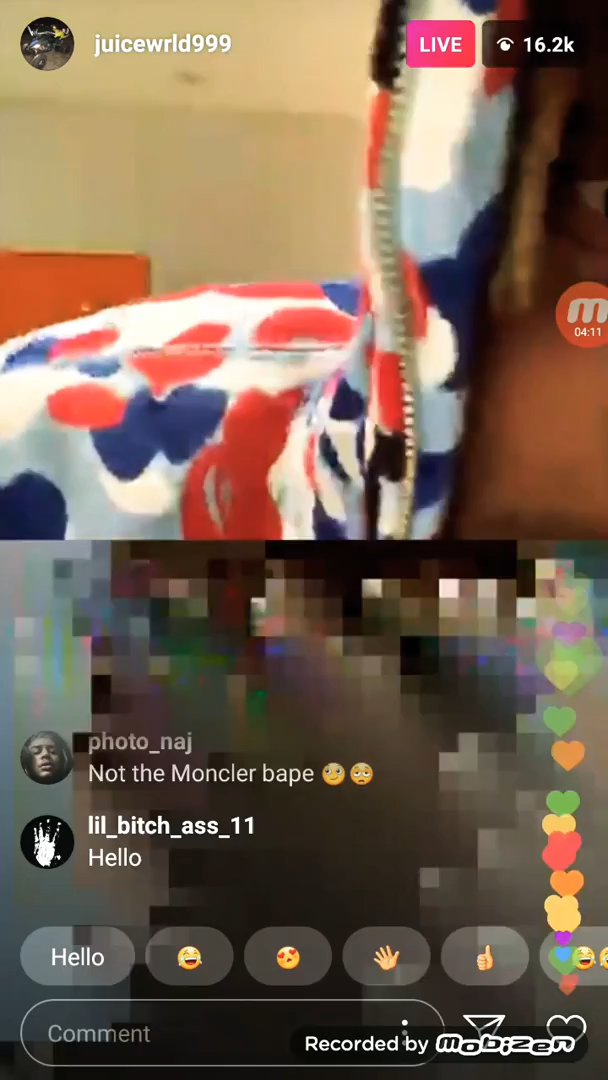 juicewrld999
LIVE
16.2k
04:11
photo_naj
Not the Moncler bape 🧐😩
lil_bitch_ass_11
Hello
Hello
Comment
Recorded by mobizen